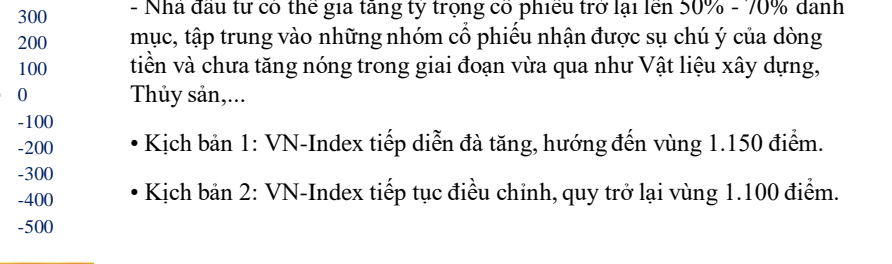 300
200
100
0
-100
-200
-300
-400
-500
- Nhà đầu tư có thể gia tăng tỷ trọng cổ phiếu trở lại lên 50% - 70% danh
mục, tập trung vào những nhóm cổ phiếu nhận được sụ chú ý của dòng
tiền và chưa tăng nóng trong giai đoạn vừa qua như Vật liệu xây dựng,
Thủy sản,...
• Kịch bản 1: VN-Index tiếp diễn đà tăng, hướng đến vùng 1.150 điểm.
• Kịch bản 2: VN-Index tiếp tục điều chỉnh, quy trở lại vùng 1.100 điểm.